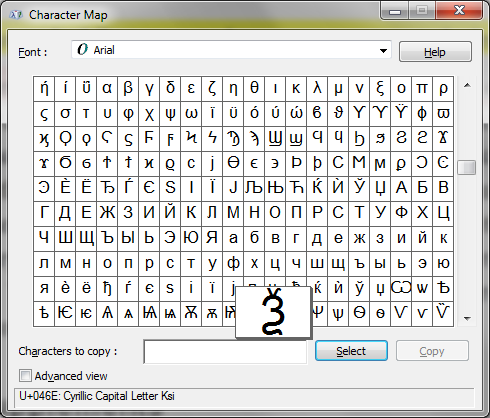 Character Map
Font :
Arial
Help
ή ί ΰ α β γ δ ε ζ η θ ι κ λ μ ν ξ ο π ρ
ς σ τ υ φ χ ψ ω ϊ ϋ ό ύ ώ ϐ ϑ ϒ ϓ ϔ ϕ ϖ
ϗ Ϙ ϙ Ϛ ϛ Ϝ ϝ Ϟ ϟ Ϡ ϡ Ϣ ϣ Ϥ ϥ Ϧ ϧ Ϩ ϩ Ϫ
ϫ Ϭ ϭ Ϯ ϯ ϰ ϱ ϲ ϳ ϴ ϵ ϶ Ϸ ϸ Ϲ Ϻ ϻ ϼ Ͻ Ͼ
Ͽ Ѐ Ё Ђ Ѓ Є Ѕ І Ї Ј Љ Њ Ћ Ќ Ѝ Ў Џ А Б В
Г Д Е Ж З И Й К Л М Н О П Р С Т У Ф Х Ц
Ч Ш Щ Ъ Ы Ь Э Ю Я а б в г д е ж з и й к
л м н о п р с т у ф х ц ч ш щ ъ ы ь э ю
я ѐ ё ђ ѓ є ѕ і ї ќ ѝ ў џ Ѡ ѡ Ѣ
ѣ Ѥ ѥ Ѧ ѧ Ѩ ѩ Ѫ ѫ Ѯ ѱ Ѳ ѳ Ѵ ѵ Ѷ
Characters to copy :
Select
Copy
Advanced view
U+046E: Cyrillic Capital Letter Ksi